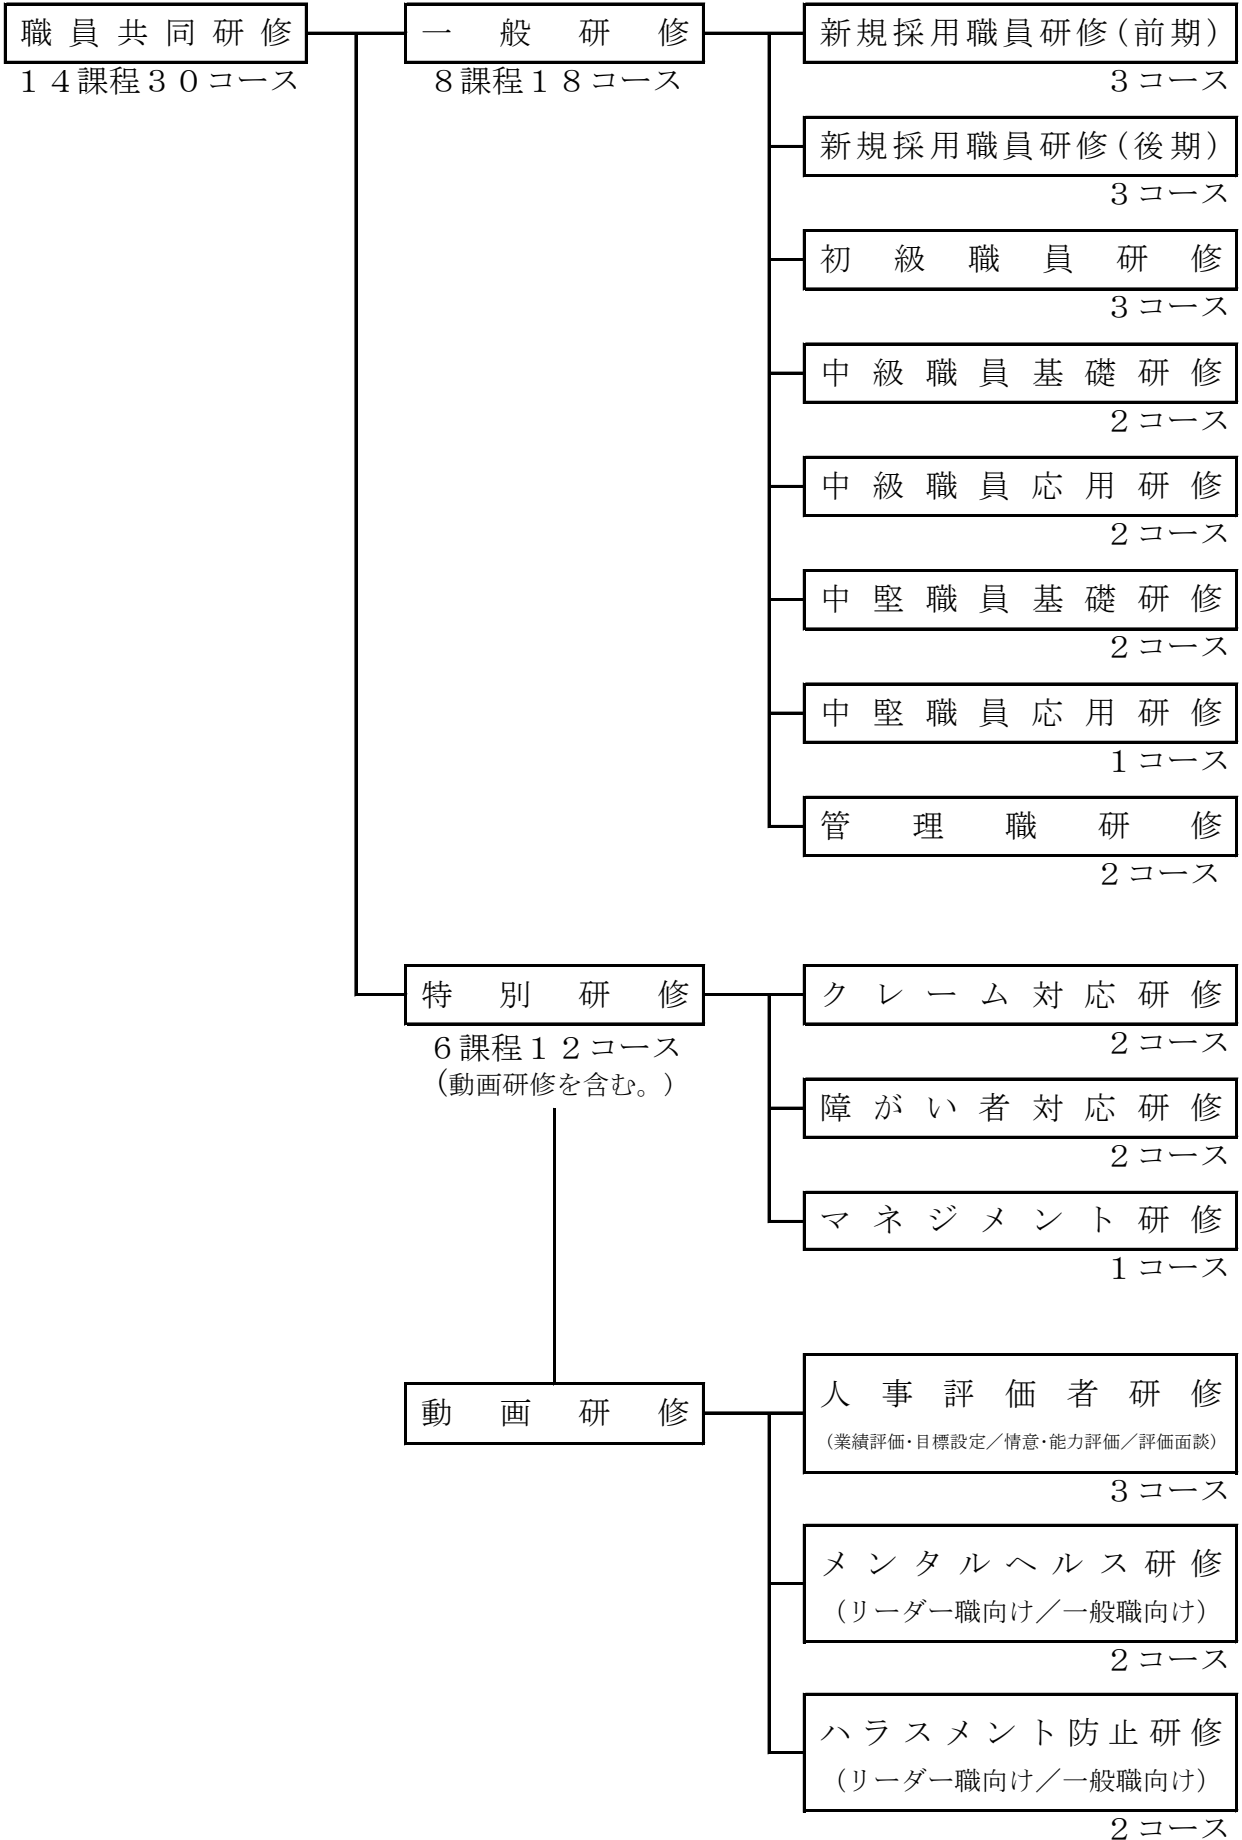 職員共同研修
１４課程３０コース
一般研修
８課程１８コース
新規採用職員研修(前期)
３コース
新規採用職員研修(後期)
３コース
初級職員研修
３コース
中級職員基礎研修
２コース
中級職員応用研修
２コース
中堅職員基礎研修
２コース
中堅職員応用研修
１コース
管理職研修
２コース
特別研修
６課程１２コース
(動画研修を含む。)
クレーム対応研修
２コース
障がい者対応研修
２コース
マネジメント研修
１コース
動画研修
人事評価者研修
(業績評価・目標設定／情意・能力評価／評価面談)
３コース
メンタルヘルス研修
(リーダー職向け／一般職向け)
２コース
ハラスメント防止研修
(リーダー職向け／一般職向け)
２コース